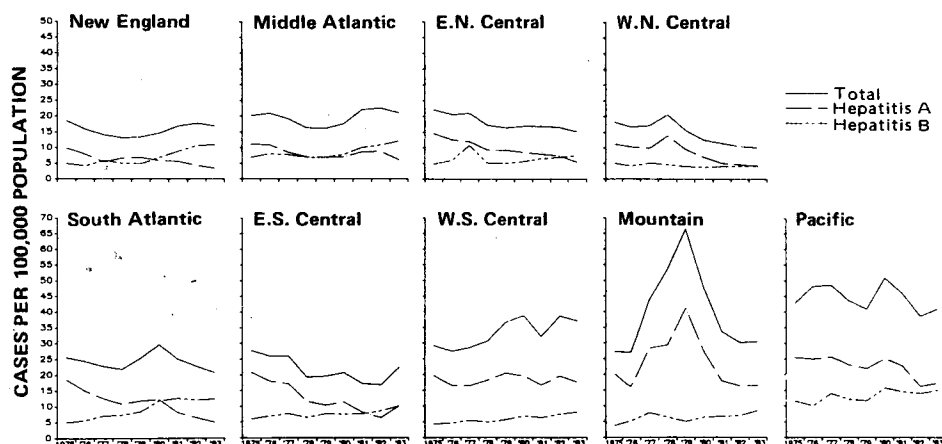 New England
Middle Atlantic
E.N. Central
W.N. Central
50
45
40
35
30
25
20
15
10
5
0
Total
Hepatitis A
Hepatitis B
CASES PER 100,000 POPULATION
South Atlantic
E.S. Central
W.S. Central
Mountain
Pacific
70
65
60
55
50
45
40
35
30
25
20
15
10
5
0